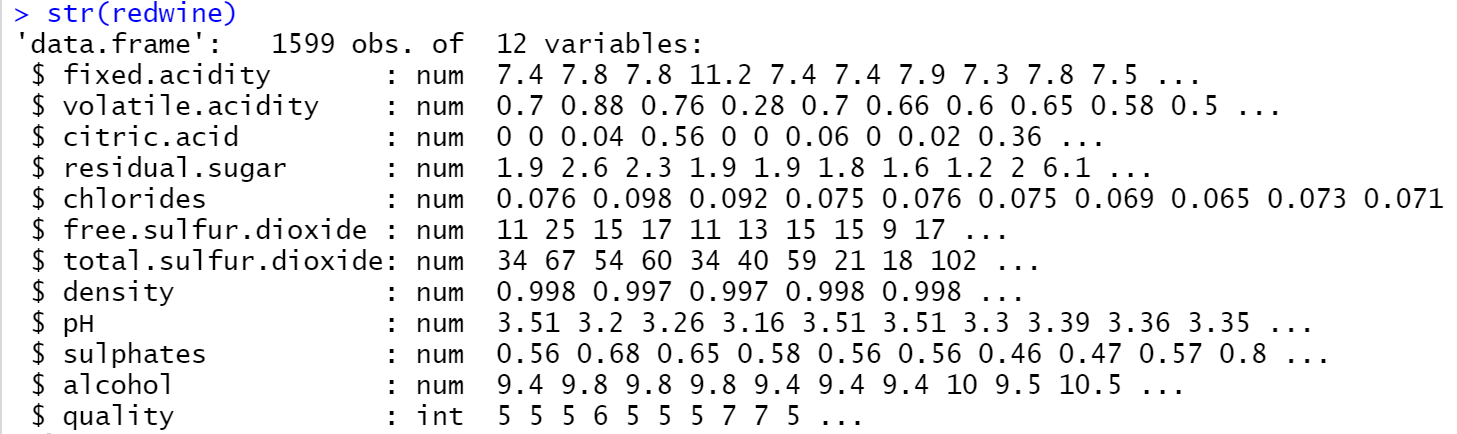 > str(redwine)
'data.frame':   1599 obs. of  12 variables:
 $ fixed.acidity       : num  7.4 7.8 7.8 11.2 7.4 7.4 7.9 7.3 7.8 7.5 ...
 $ volatile.acidity    : num  0.7 0.88 0.76 0.28 0.7 0.66 0.6 0.65 0.58 0.5 ...
 $ citric.acid         : num  0 0 0.04 0.56 0 0 0.06 0 0.02 0.36 ...
 $ residual.sugar      : num  1.9 2.6 2.3 1.9 1.9 1.8 1.6 1.2 2 6.1 ...
 $ chlorides           : num  0.076 0.098 0.092 0.075 0.076 0.075 0.069 0.065 0.073 0.071
 $ free.sulfur.dioxide : num  11 25 15 17 11 13 15 15 9 17 ...
 $ total.sulfur.dioxide: num  34 67 54 60 34 40 59 21 18 102 ...
 $ density             : num  0.998 0.997 0.997 0.998 0.998 ...
 $ pH                  : num  3.51 3.2 3.26 3.16 3.51 3.51 3.3 3.39 3.36 3.35 ...
 $ sulphates           : num  0.56 0.68 0.65 0.58 0.56 0.56 0.46 0.47 0.57 0.8 ...
 $ alcohol             : num  9.4 9.8 9.8 9.8 9.4 9.4 9.4 10 9.5 10.5 ...
 $ quality             : int  5 5 5 6 5 5 5 7 7 5 ...